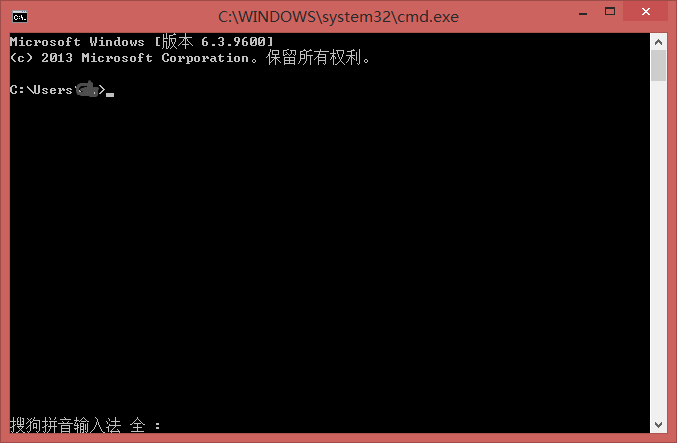 C:\WINDOWS\system32\cmd.exe
Microsoft Windows [版本 6.3.9600]
(c) 2013 Microsoft Corporation。保留所有权利。
C:\Users\ >_
搜狗拼音输入法 全 :